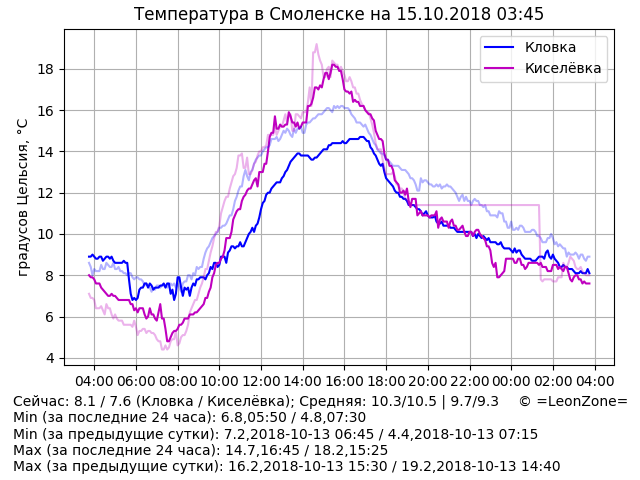 Температура в Смоленске на 15.10.2018 03:45
градусов Цельсия, °C
18
16
14
12
10
8
6
4
Кловка
Киселёвка
04:00 06:00 08:00 10:00 12:00 14:00 16:00 18:00 20:00 22:00 00:00 02:00 04:00
Сейчас: 8.1 / 7.6 (Кловка / Киселёвка); Средняя: 10.3/10.5 | 9.7/9.3 © =LeonZone=
Min (за последние 24 часа): 6.8,05:50 / 4.8,07:30
Min (за предыдущие сутки): 7.2,2018-10-13 06:45 / 4.4,2018-10-13 07:15
Max (за последние 24 часа): 14.7,16:45 / 18.2,15:25
Max (за предыдущие сутки): 16.2,2018-10-13 15:30 / 19.2,2018-10-13 14:40